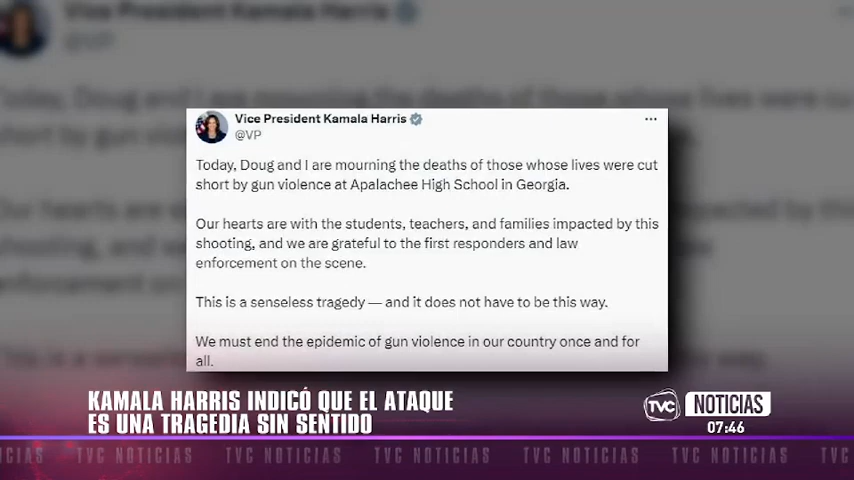 Vice President Kamala Harris
@VP
Today, Doug and I are mourning the deaths of those whose lives were cut
short by gun violence at Apalachee High School in Georgia.
Our hearts are with the students, teachers, and families impacted by this
shooting, and we are grateful to the first responders and law
enforcement on the scene.
This is a senseless tragedy — and it does not have to be this way.
We must end the epidemic of gun violence in our country once and for
all.
KAMALA HARRIS INDICÓ QUE EL ATAQUE
ES UNA TRAGEDIA SIN SENTIDO
TVC NOTICIAS
07:46
CIAS TVC NOTICIAS TVC NOTICIAS TVC NOTICIAS TVC NOTICIAS TVC NOTICIAS